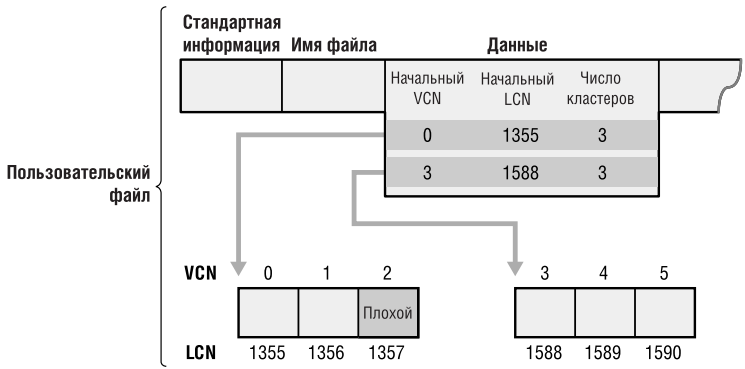 Стандартная информация Имя файла Данные
Начальный VCN Начальный LCN Число кластеров
0 1355 3
3 1588 3
Пользовательский файл
VCN 0 1 2 3 4 5
Плохой
LCN 1355 1356 1357 1588 1589 1590